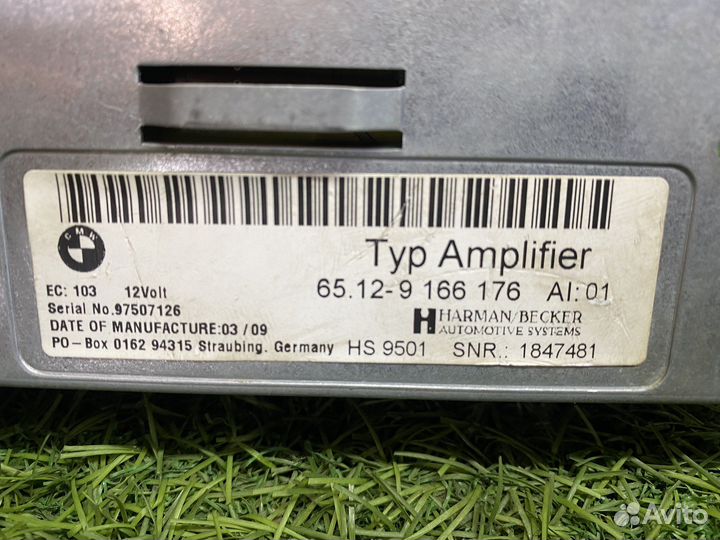 CMW
Typ Amplifier
EC: 103 12Volt
65.12-9 166 176 AI: 01
Serial No.97507126
HARMAN/BECKER
AUTOMOTIVE SYSTEMS
DATE OF MANUFACTURE:03 / 09
PO-Box 0162 94315 Straubing, Germany HS 9501 SNR.: 1847481
Avito